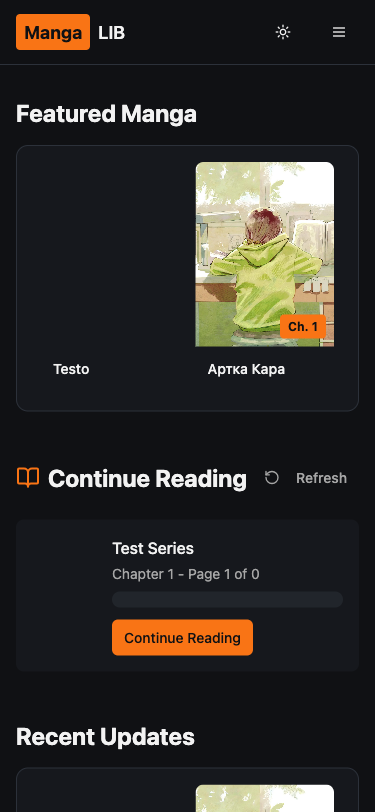 Manga LIB
Featured Manga
Ch. 1
Testo
Артка Кара
Continue Reading
Refresh
Test Series
Chapter 1 - Page 1 of 0
Continue Reading
Recent Updates